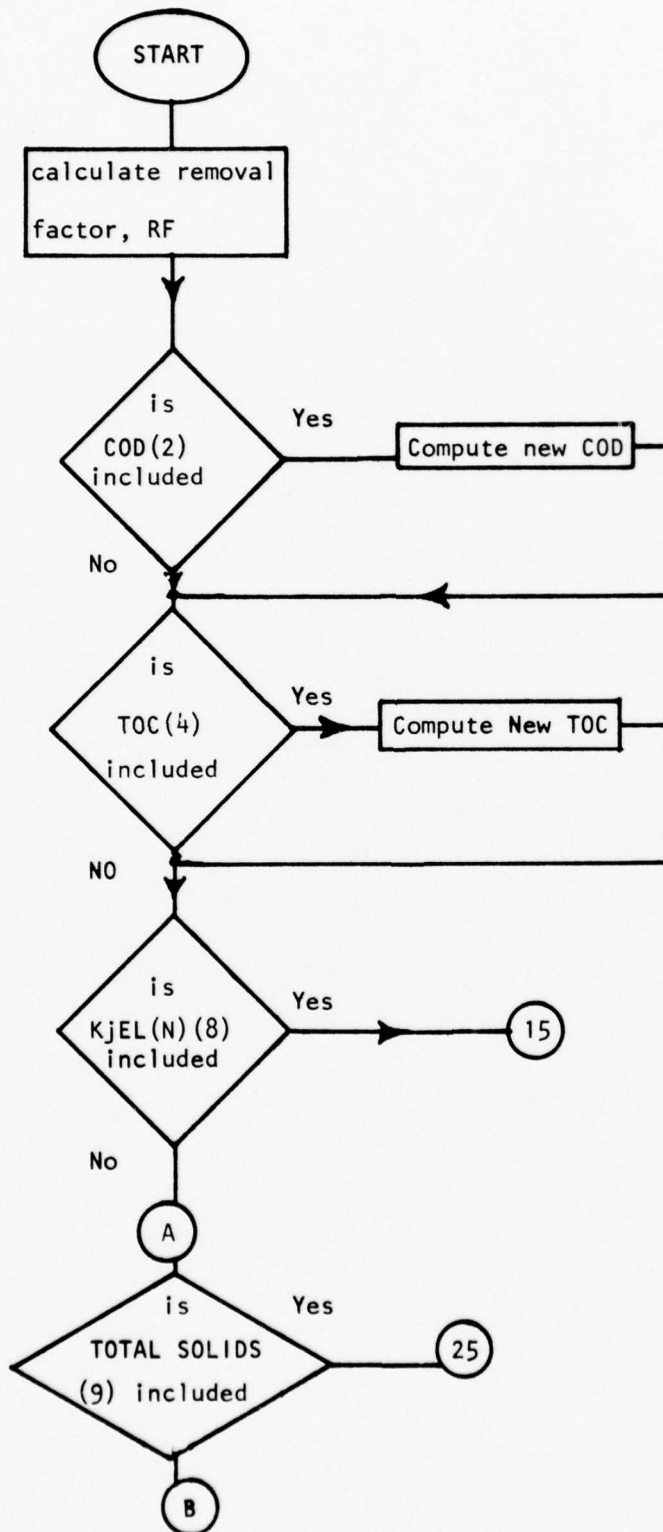 START
calculate removal
factor, RF
is
COD(2)
included
Yes
Compute new COD
No
is
TOC(4)
included
Yes
Compute New TOC
NO
is
KjEL(N)(8)
included
Yes
15
No
A
is
TOTAL SOLIDS
(9) included
Yes
25
B